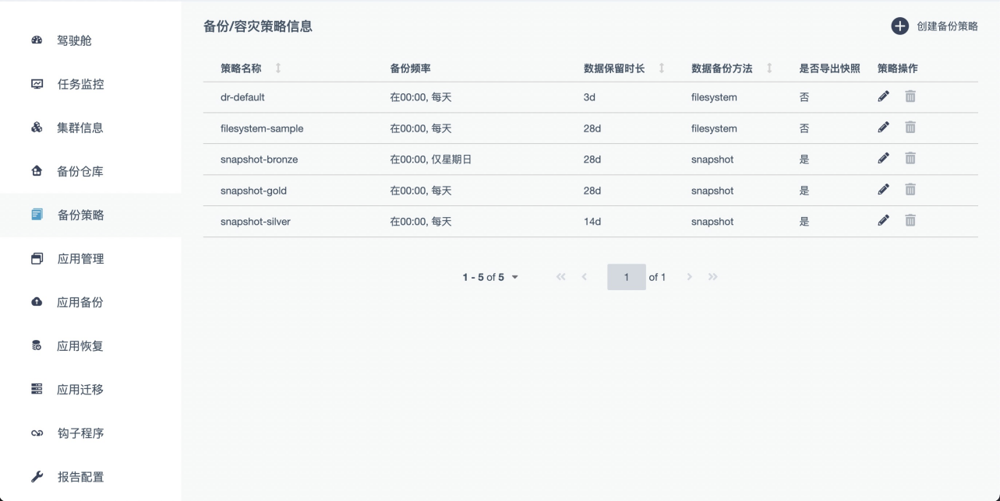 驾驶舱
任务监控
集群信息
备份仓库
备份策略
应用管理
应用备份
应用恢复
应用迁移
钩子程序
报告配置
备份/容灾策略信息
创建备份策略
策略名称 备份频率 数据保留时长 数据备份方法 是否导出快照 策略操作
dr-default 在00:00, 每天 3d filesystem 否
filesystem-sample 在00:00, 每天 28d filesystem 否
snapshot-bronze 在00:00, 仅星期日 28d snapshot 是
snapshot-gold 在00:00, 每天 28d snapshot 是
snapshot-silver 在00:00, 每天 14d snapshot 是
1 - 5 of 5 1 of 1